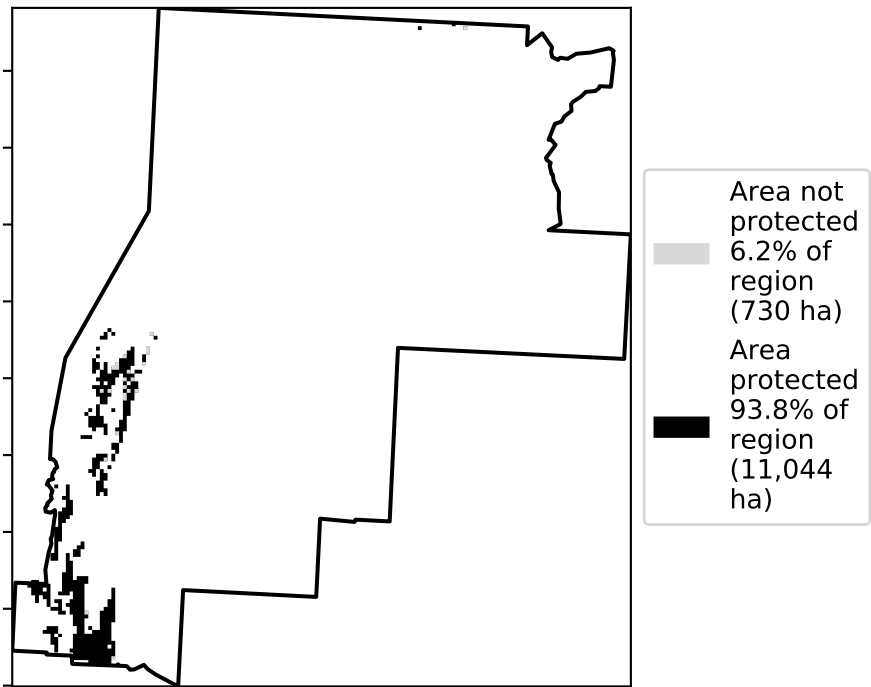 Area not
protected
6.2% of
region
(730 ha)
Area
protected
93.8% of
region
(11,044
ha)